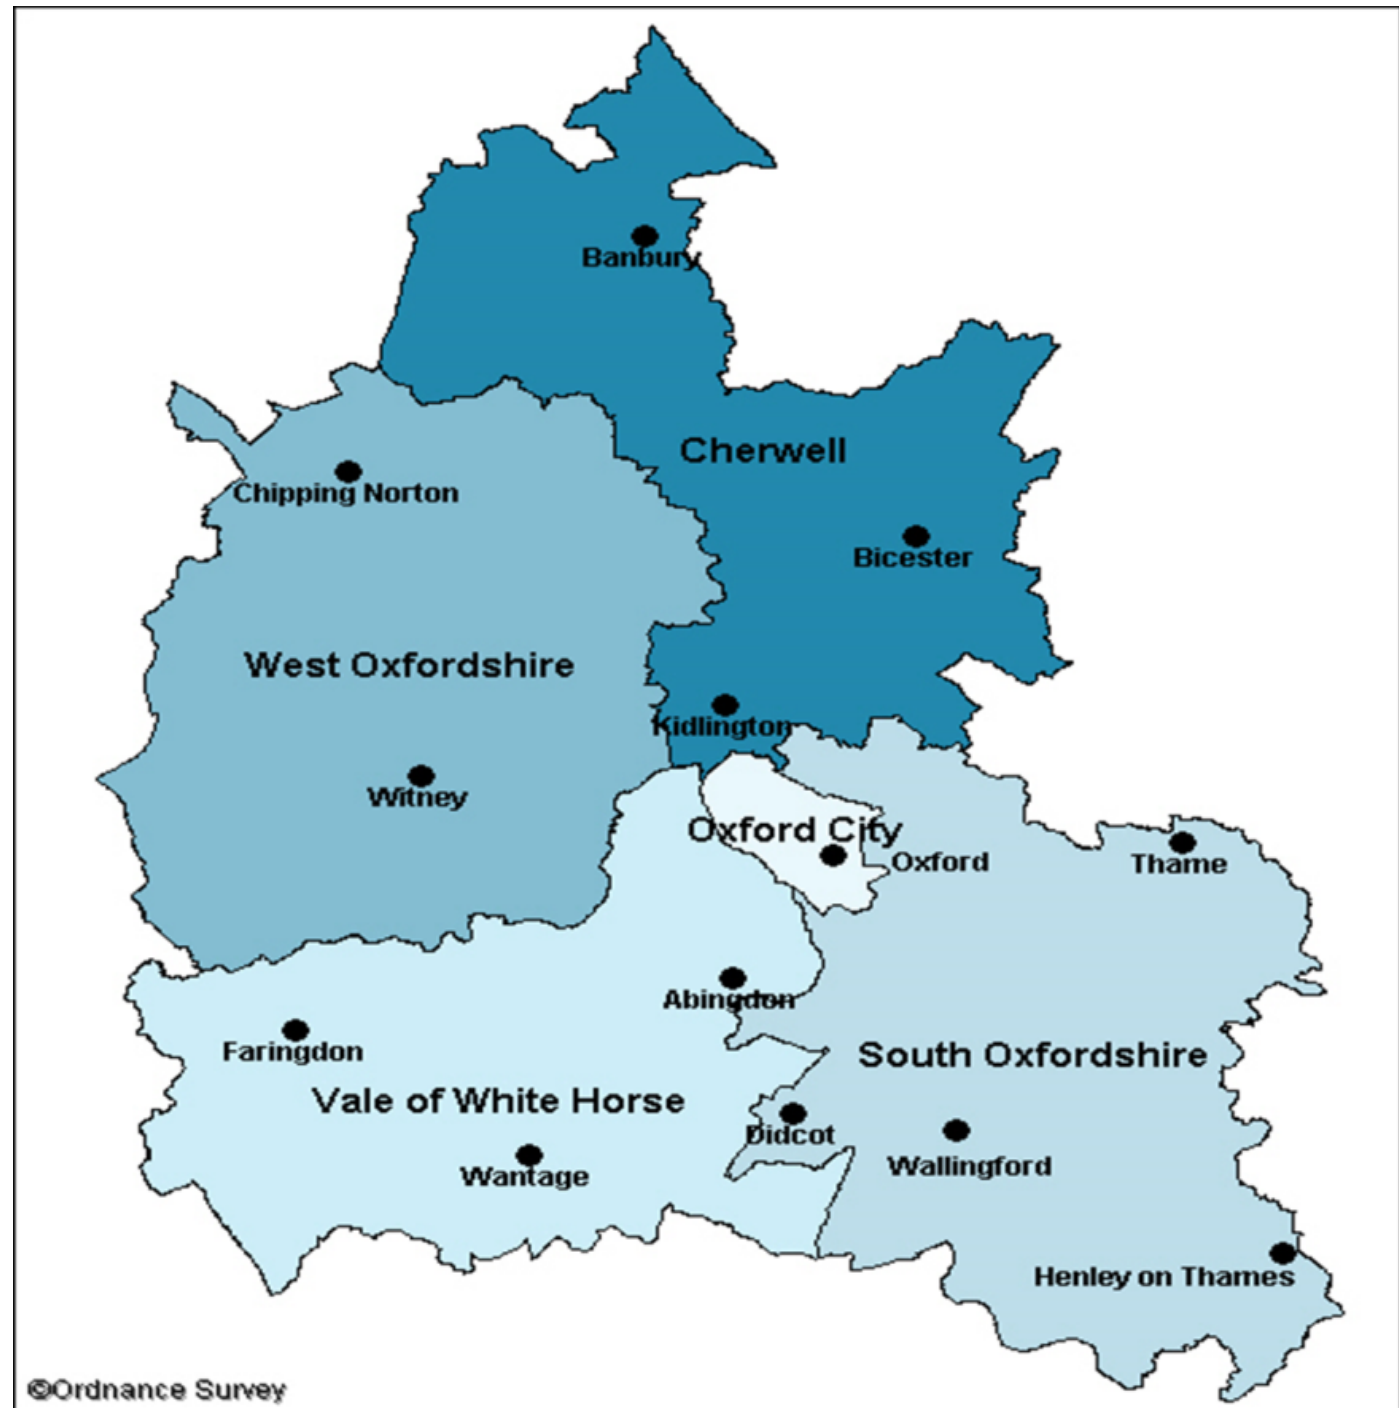 Banbury
Cherwell
Chipping Norton
Bicester
West Oxfordshire
Kidlington
Witney
Oxford City
Oxford
Thame
Abingdon
Faringdon
South Oxfordshire
Vale of White Horse
Didcot
Wallingford
Wantage
Henley on Thames
©Ordnance Survey